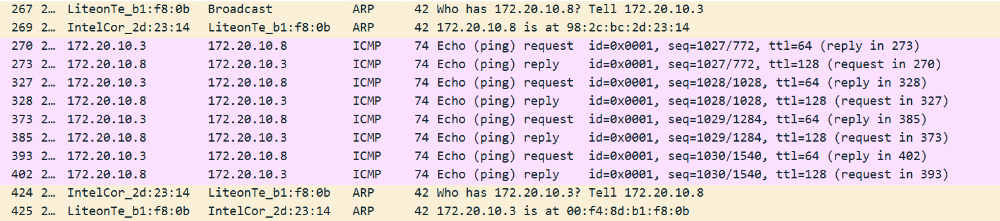 267 2… LiteonTe_b1:f8:0b Broadcast ARP 42 Who has 172.20.10.8? Tell 172.20.10.3
269 2… IntelCor_2d:23:14 LiteonTe_b1:f8:0b ARP 42 172.20.10.8 is at 98:2c:bc:2d:23:14
270 2… 172.20.10.3 172.20.10.8 ICMP 74 Echo (ping) request id=0x0001, seq=1027/772, ttl=64 (reply in 273)
273 2… 172.20.10.8 172.20.10.3 ICMP 74 Echo (ping) reply id=0x0001, seq=1027/772, ttl=128 (request in 270)
327 2… 172.20.10.3 172.20.10.8 ICMP 74 Echo (ping) request id=0x0001, seq=1028/1028, ttl=64 (reply in 328)
328 2… 172.20.10.8 172.20.10.3 ICMP 74 Echo (ping) reply id=0x0001, seq=1028/1028, ttl=128 (request in 327)
373 2… 172.20.10.3 172.20.10.8 ICMP 74 Echo (ping) request id=0x0001, seq=1029/1284, ttl=64 (reply in 385)
385 2… 172.20.10.8 172.20.10.3 ICMP 74 Echo (ping) reply id=0x0001, seq=1029/1284, ttl=128 (request in 373)
393 2… 172.20.10.3 172.20.10.8 ICMP 74 Echo (ping) request id=0x0001, seq=1030/1540, ttl=64 (reply in 402)
402 2… 172.20.10.8 172.20.10.3 ICMP 74 Echo (ping) reply id=0x0001, seq=1030/1540, ttl=128 (request in 393)
424 2… IntelCor_2d:23:14 LiteonTe_b1:f8:0b ARP 42 Who has 172.20.10.3? Tell 172.20.10.8
425 2… LiteonTe_b1:f8:0b IntelCor_2d:23:14 ARP 42 172.20.10.3 is at 00:f4:8d:b1:f8:0b